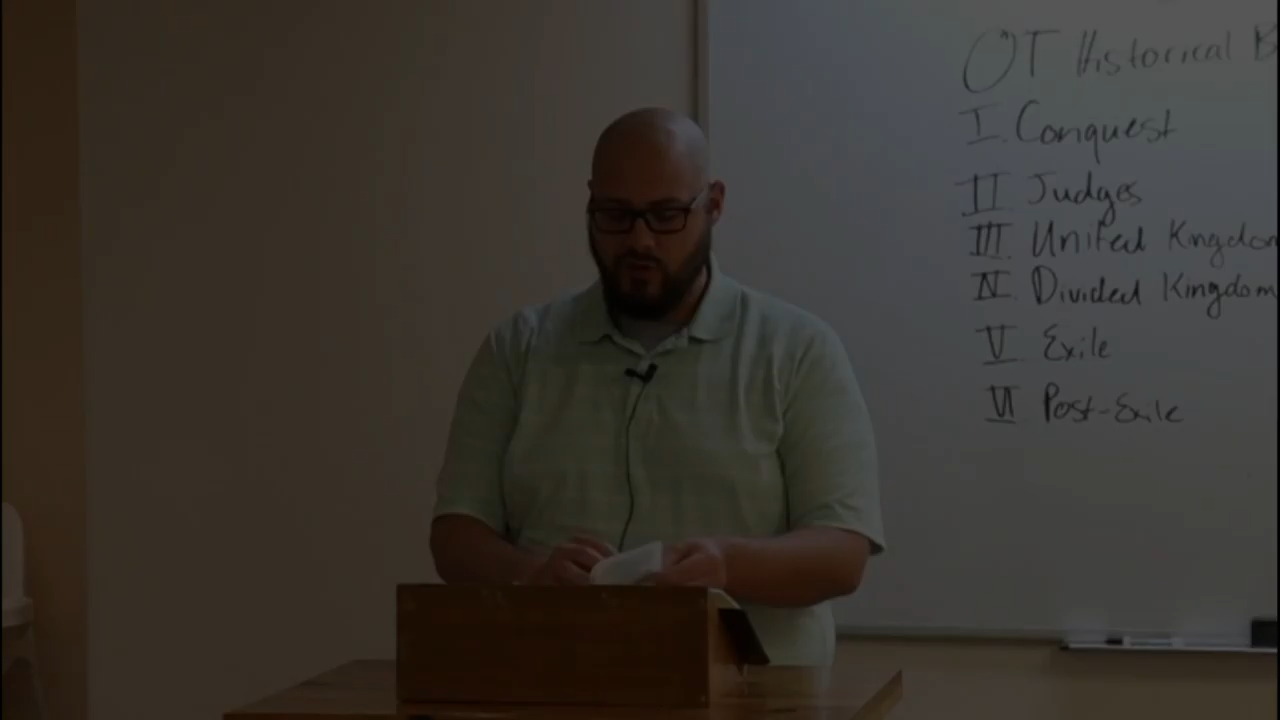 OT Historical B
I. Conquest
II Judges
III. United Kingdom
IV. Divided Kingdom
V. Exile
VI Post-Exile